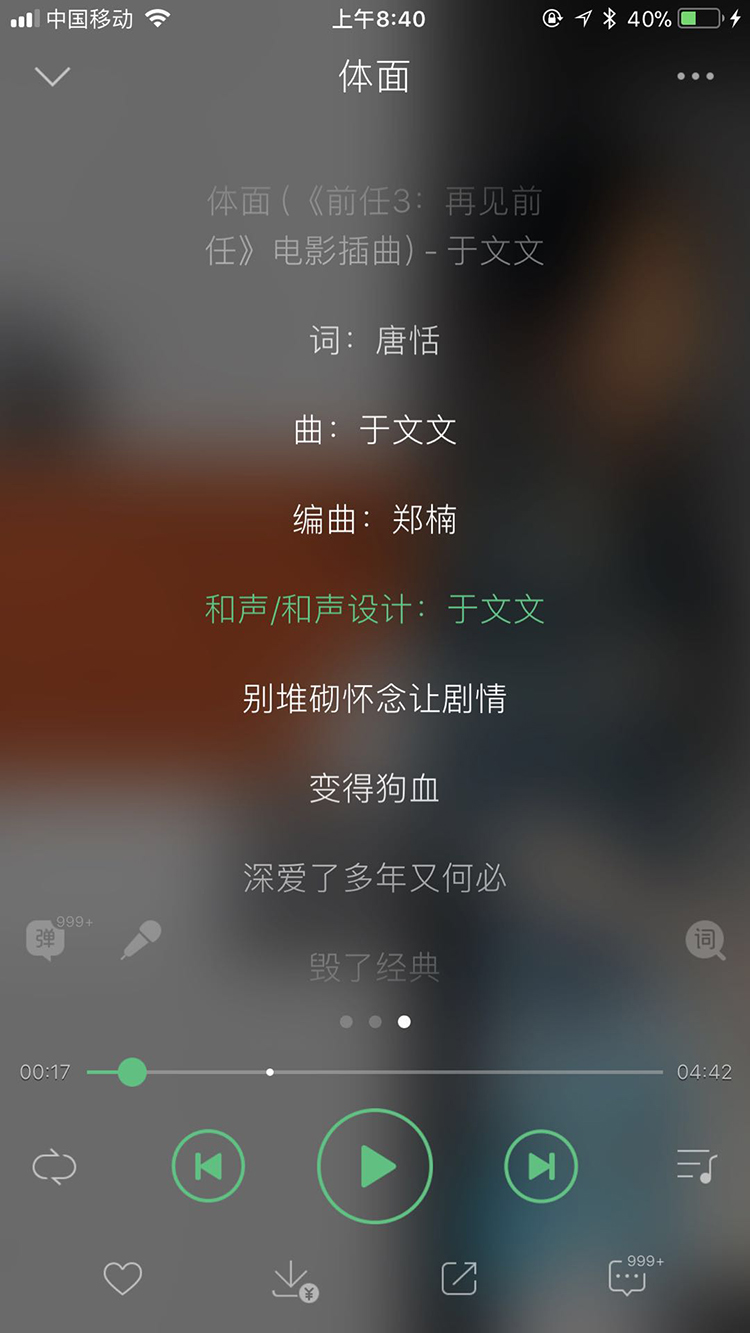 中国移动 上午8:40 40%
体面
体面(《前任3：再见前
任》电影插曲) - 于文文
词：唐恬
曲：于文文
编曲：郑楠
和声/和声设计：于文文
别堆砌怀念让剧情
变得狗血
深爱了多年又何必
弹 999+ 词
毁了经典
00:17 04:42
¥ 999+